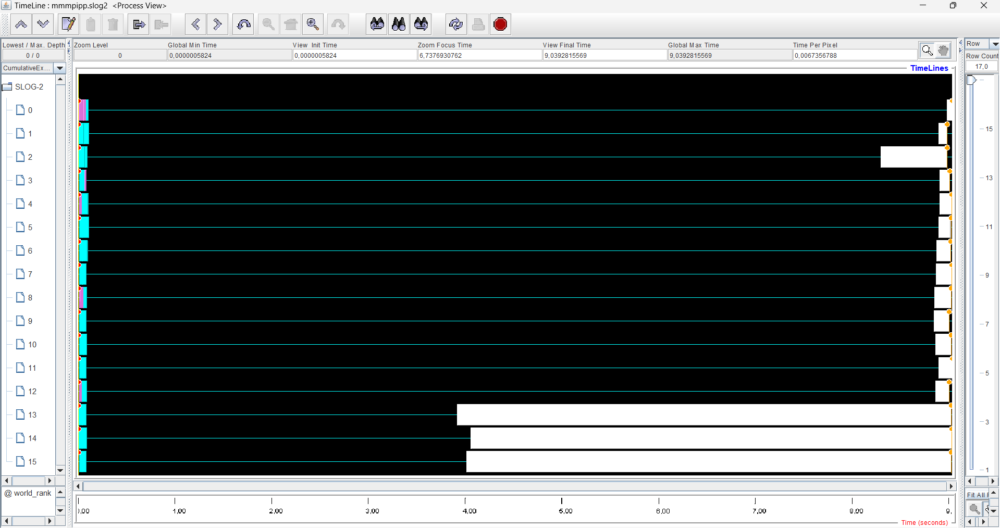 TimeLine : mmmpipp.slog2 <Process View>
Lowest / Max. Depth
0 / 0
Zoom Level
0
Global Min Time
0,0000005824
View Init Time
0,0000005824
Zoom Focus Time
6,7376930762
View Final Time
9,0392815569
Global Max Time
9,0392815569
Time Per Pixel
0,0067356788
Row
Row Count
17,0
CumulativeEx...
TimeLines
SLOG-2
0
1
2
3
4
5
6
7
8
9
10
11
12
13
14
15
15
13
11
9
7
5
3
1
@ world_rank
Fit All
0,00 1,00 2,00 3,00 4,00 5,00 6,00 7,00 8,00 9,
Time (seconds)